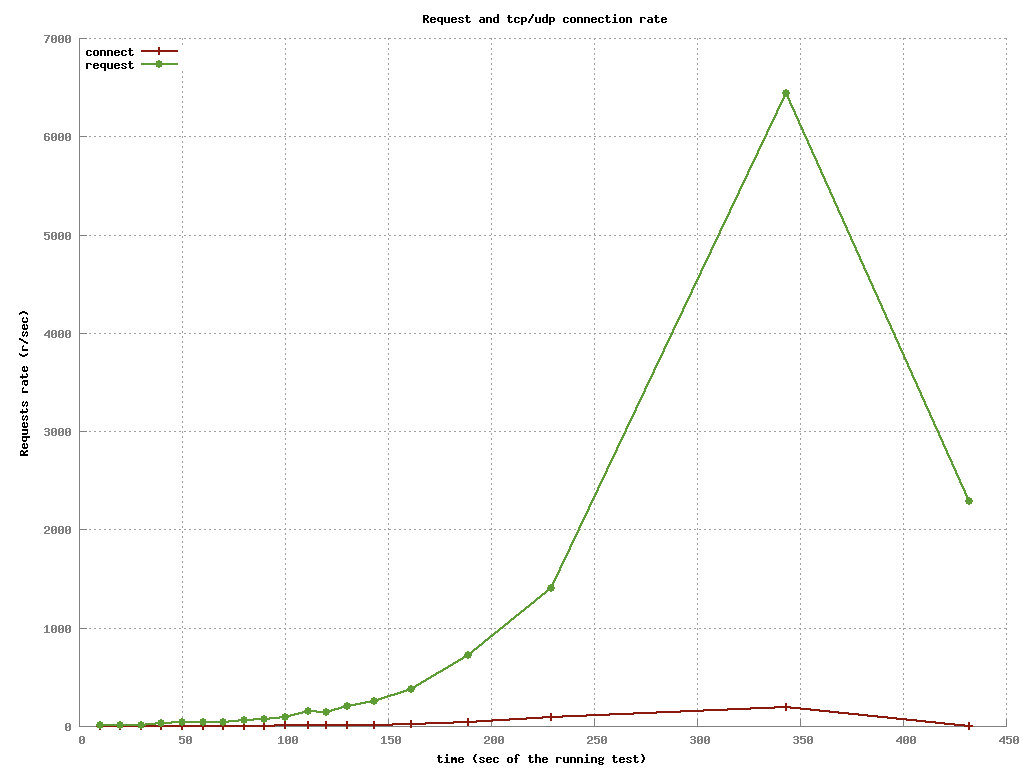 Request and tcp/udp connection rate
7000
connect
request
6000
5000
4000
Requests rate (r/sec)
3000
2000
1000
0
0 50 100 150 200 250 300 350 400 450
time (sec of the running test)